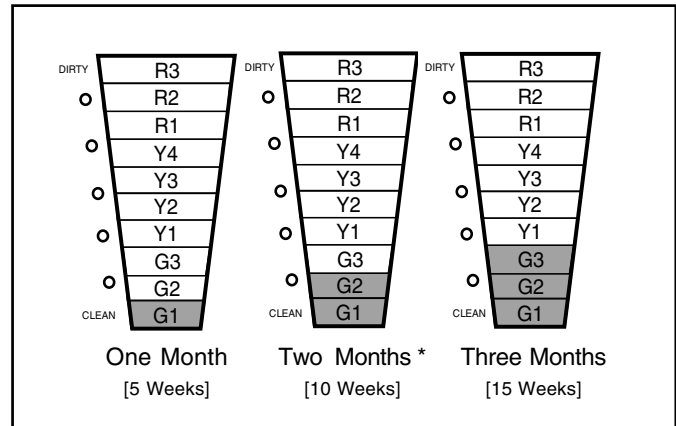 DIRTY
R3
R2
R1
Y4
Y3
Y2
Y1
G3
G2
CLEAN
G1
One Month
[5 Weeks]
DIRTY
R3
R2
R1
Y4
Y3
Y2
Y1
G3
G2
CLEAN
G1
Two Months *
[10 Weeks]
DIRTY
R3
R2
R1
Y4
Y3
Y2
Y1
G3
G2
CLEAN
G1
Three Months
[15 Weeks]